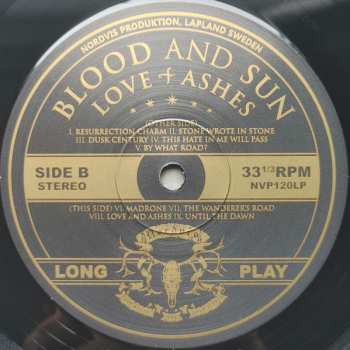 NORDVIS PRODUKTION, LAPLAND SWEDEN
BLOOD AND SUN
LOVE & ASHES
(OTHER SIDE)
I. RESURRECTION CHARM II. STONE WROTE IN STONE
III. DUSK CENTURY IV. THIS HATE IN ME WILL PASS
V. BY WHAT ROAD?
SIDE B
STEREO
33 1/3 RPM
NVP120LP
(THIS SIDE) VI. MADRONE VII. THE WANDERER'S ROAD
VIII. LOVE AND ASHES IX. UNTIL THE DAWN
LONG PLAY